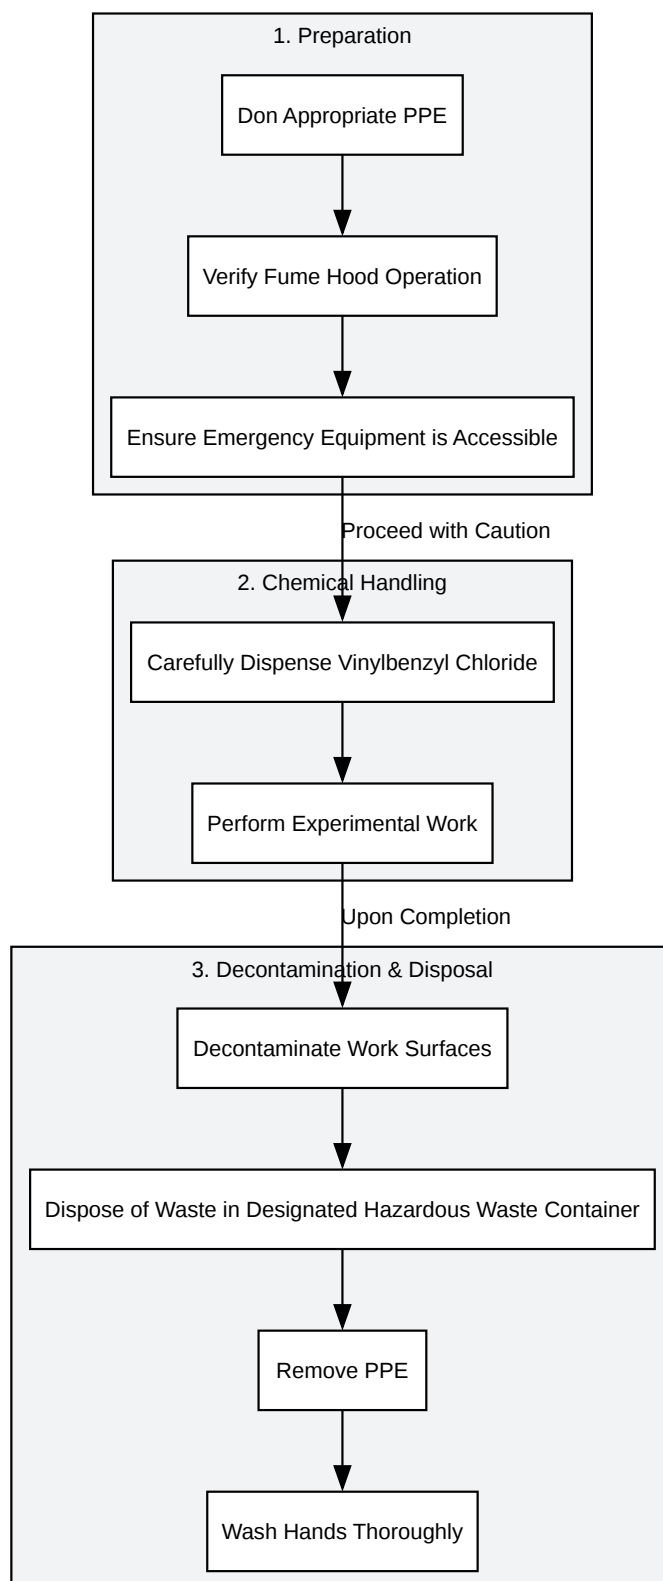 1. Preparation
Don Appropriate PPE
Verify Fume Hood Operation
Ensure Emergency Equipment is Accessible
Proceed with Caution
2. Chemical Handling
Carefully Dispense Vinylbenzyl Chloride
Perform Experimental Work
Upon Completion
3. Decontamination & Disposal
Decontaminate Work Surfaces
Dispose of Waste in Designated Hazardous Waste Container
Remove PPE
Wash Hands Thoroughly